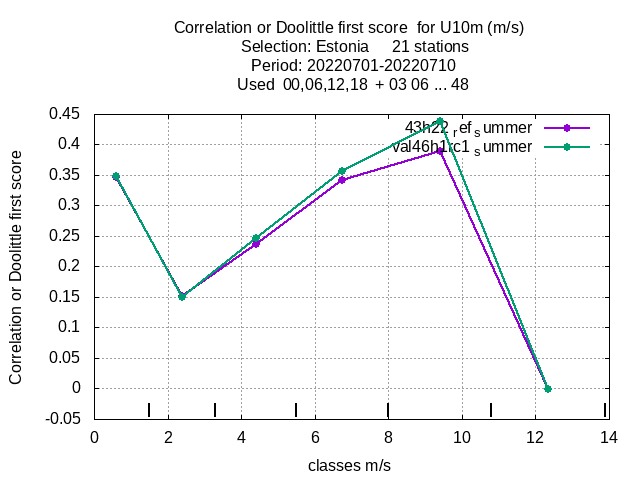 Correlation or Doolittle first score  for U10m (m/s)
Selection: Estonia     21 stations
Period: 20220701-20220710
Used  00,06,12,18  + 03 06 ... 48
Correlation or Doolittle first score
0.45
0.4
0.35
0.3
0.25
0.2
0.15
0.1
0.05
0
-0.05
43h22 refsummer
val46h1rc1 summer
0 2 4 6 8 10 12 14
classes m/s